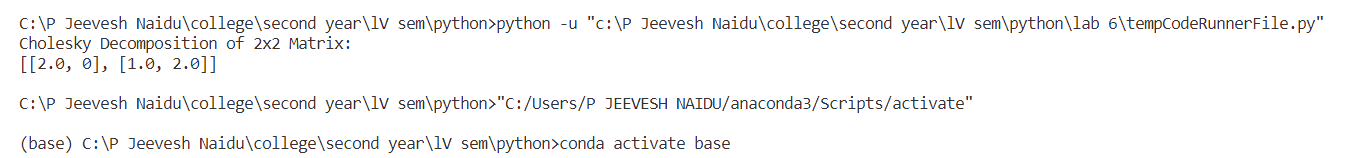 C:\P Jeevesh Naidu\college\second year\lV sem\python>python -u "c:\P Jeevesh Naidu\college\second year\lV sem\python\lab 6\tempCodeRunnerFile.py"
Cholesky Decomposition of 2x2 Matrix:
[[2.0, 0], [1.0, 2.0]]
C:\P Jeevesh Naidu\college\second year\lV sem\python>"C:/Users/P JEEVESH NAIDU/anaconda3/Scripts/activate"
(base) C:\P Jeevesh Naidu\college\second year\lV sem\python>conda activate base